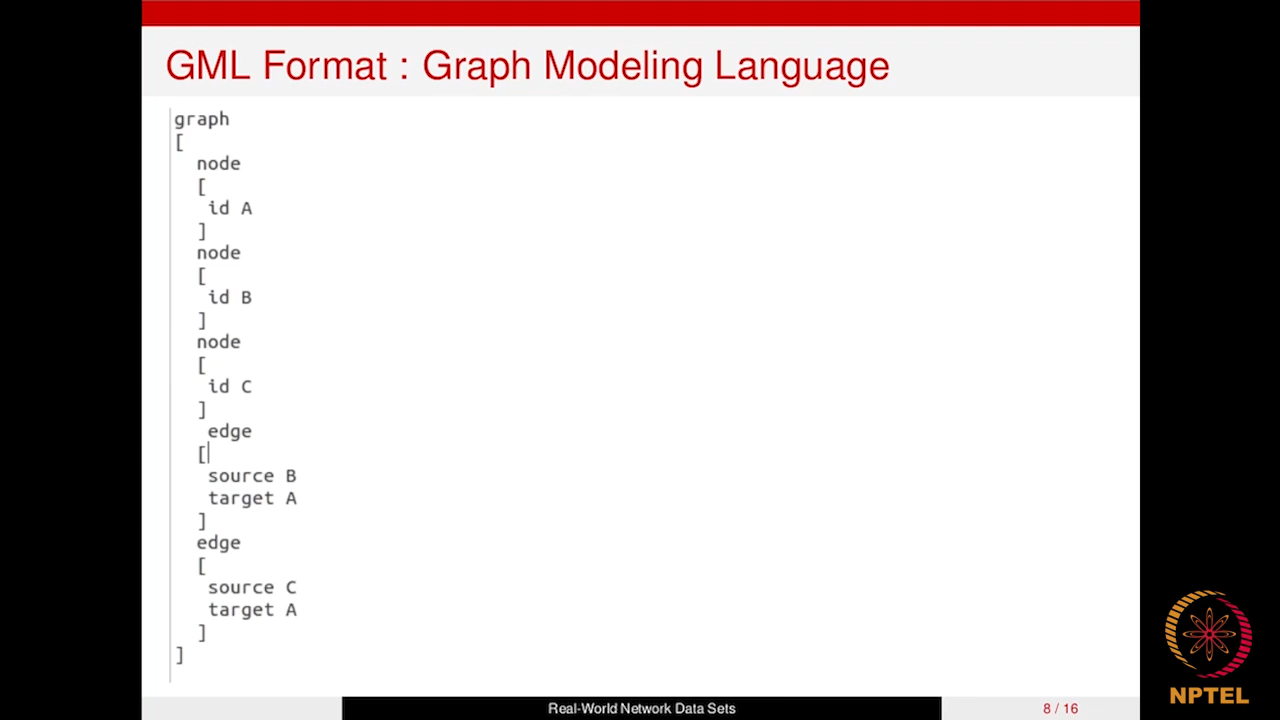 GML Format : Graph Modeling Language
graph
[
node
[
id A
]
node
[
id B
]
node
[
id C
]
edge
[
source B
target A
]
edge
[
source C
target A
]
]
Real-World Network Data Sets
8 / 16
NPTEL